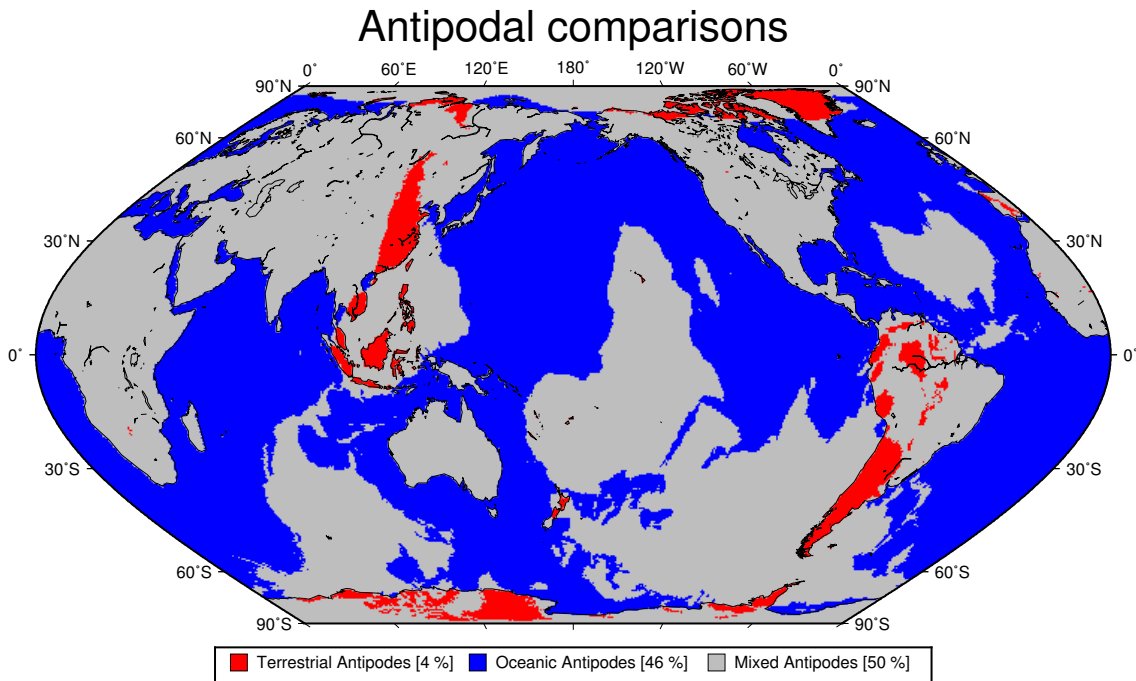 Antipodal comparisons
0˚ 60˚E 120˚E 180˚ 120˚W 60˚W 0˚
90˚N 90˚N
60˚N 60˚N
30˚N 30˚N
0˚ 0˚
30˚S 30˚S
60˚S 60˚S
90˚S 90˚S
Terrestrial Antipodes [4 %] Oceanic Antipodes [46 %] Mixed Antipodes [50 %]